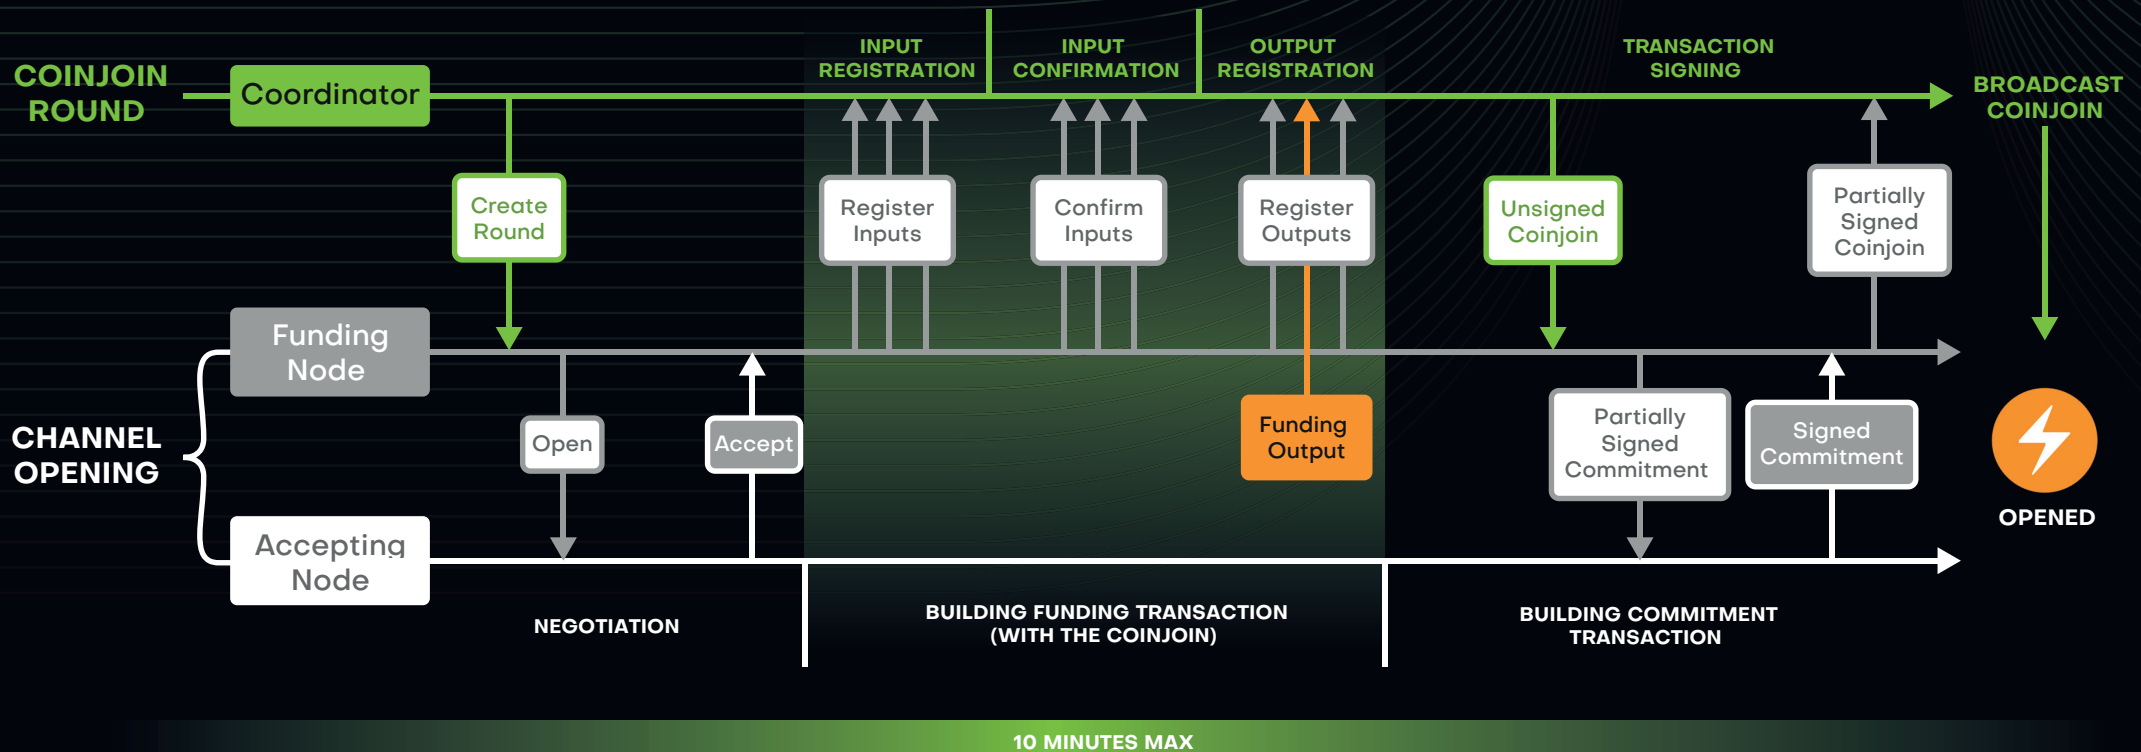 COINJOIN
ROUND
Coordinator
INPUT
REGISTRATION
INPUT
CONFIRMATION
OUTPUT
REGISTRATION
TRANSACTION
SIGNING
BROADCAST
COINJOIN
Create
Round
Register
Inputs
Confirm
Inputs
Register
Outputs
Unsigned
Coinjoin
Partially
Signed
Coinjoin
Funding
Node
CHANNEL
OPENING
Open
Accept
Funding
Output
Partially
Signed
Commitment
Signed
Commitment
OPENED
Accepting
Node
NEGOTIATION
BUILDING FUNDING TRANSACTION
(WITH THE COINJOIN)
BUILDING COMMITMENT
TRANSACTION
10 MINUTES MAX